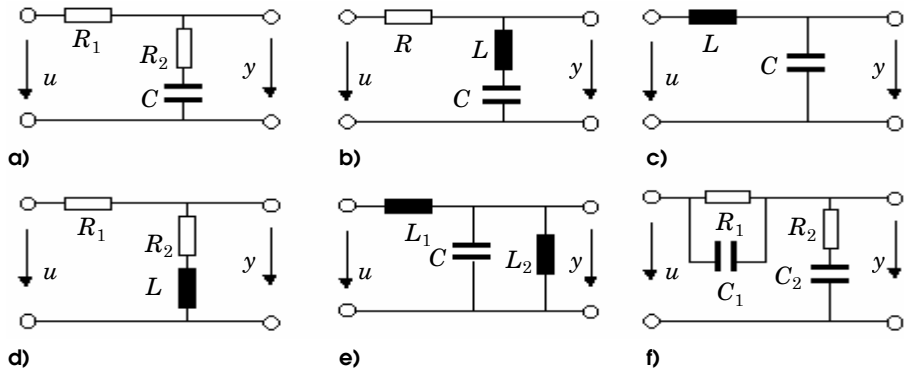 R₁
R₂
u
C
y
a)
R
L
u
C
y
b)
L
C
u
y
c)
R₁
R₂
u
L
y
d)
L₁
C
L₂
u
y
e)
R₁
R₂
u
C₁
C₂
y
f)